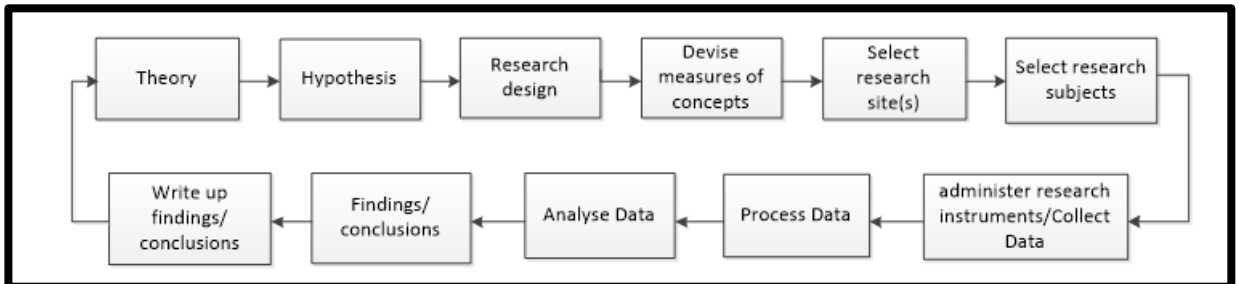 Theory
Hypothesis
Research
design
Devise
measures of
concepts
Select
research
site(s)
Select research
subjects
administer research
instruments/Collect
Data
Process Data
Analyse Data
Findings/
conclusions
Write up
findings/
conclusions